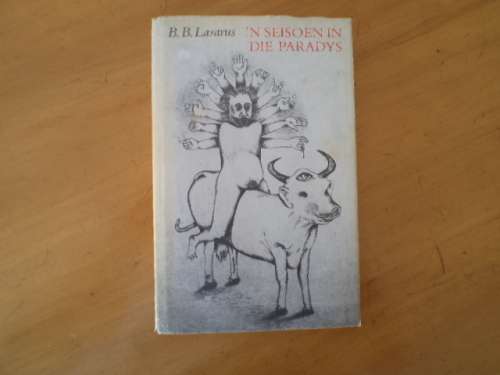 B. B. Lasarus 'N SEISOEN IN
DIE PARADYS